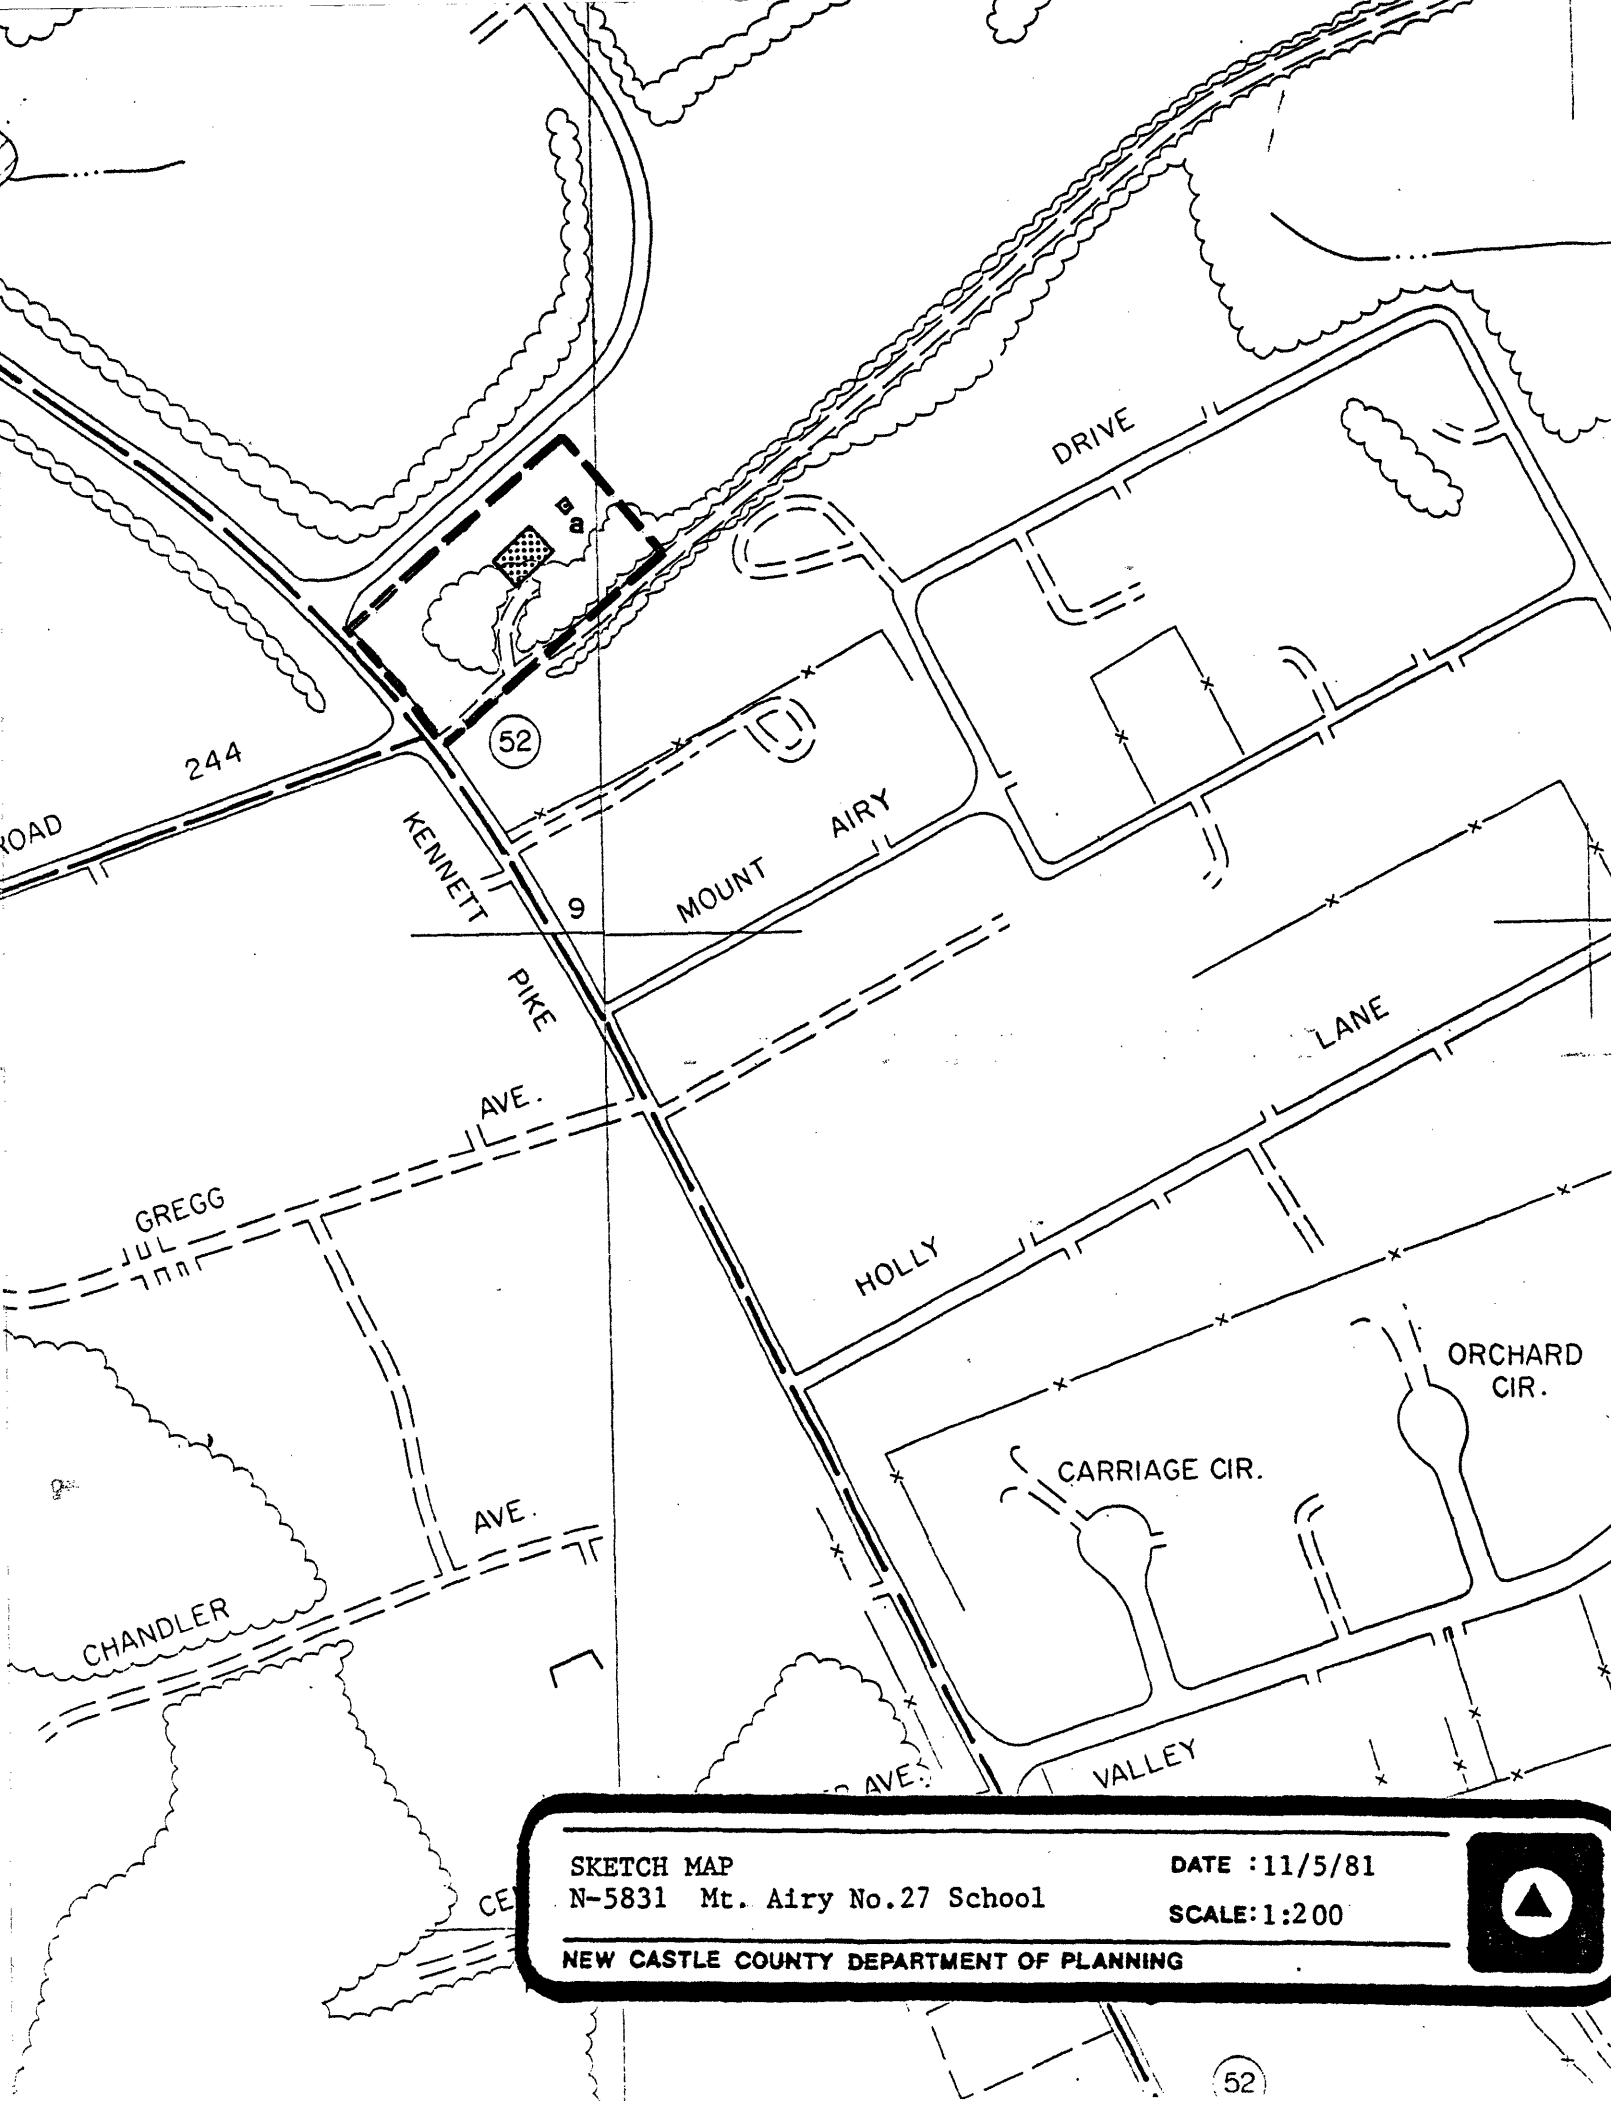 DRIVE
a
52
244
ROAD
KENNETT
AIRY
MOUNT
9
PIKE
LANE
AVE.
GREGG
HOLLY
ORCHARD
CIR.
CARRIAGE CIR.
AVE.
CHANDLER
VALLEY
AVE.
SKETCH MAP
DATE : 11/5/81
N-5831 Mt. Airy No.27 School
SCALE: 1:200
NEW CASTLE COUNTY DEPARTMENT OF PLANNING
52